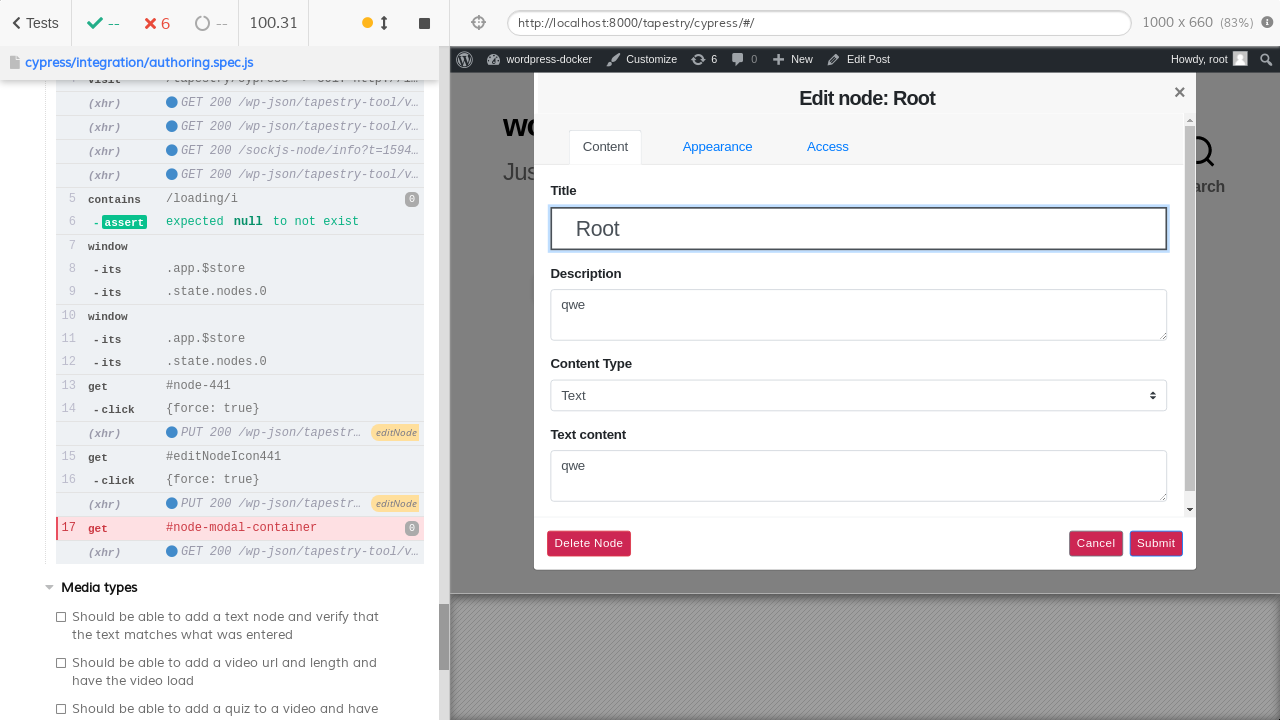 Tests
--
6
--
100.31
cypress/integration/authoring.spec.js
(xhr) GET 200 /wp-json/tapestry-tool/v…
(xhr) GET 200 /wp-json/tapestry-tool/v…
(xhr) GET 200 /sockjs-node/info?t=1594…
(xhr) GET 200 /wp-json/tapestry-tool/v…
5 contains /loading/i 0
6 -assert expected null to not exist
7 window
8 -its .app.$store
9 -its .state.nodes.0
10 window
11 -its .app.$store
12 -its .state.nodes.0
13 get #node-441
14 -click {force: true}
(xhr) PUT 200 /wp-json/tapestr… editNode
15 get #editNodeIcon441
16 -click {force: true}
(xhr) PUT 200 /wp-json/tapestr… editNode
17 get #node-modal-container 0
(xhr) GET 200 /wp-json/tapestry-tool/v…
Media types
Should be able to add a text node and verify that
the text matches what was entered
Should be able to add a video url and length and
have the video load
Should be able to add a quiz to a video and have
http://localhost:8000/tapestry/cypress/#/
1000 x 660 (83%)
wordpress-docker Customize 6 0 New Edit Post Howdy, root
Edit node: Root
×
Content Appearance Access
Title
Root
Description
qwe
Content Type
Text
Text content
qwe
Delete Node Cancel Submit